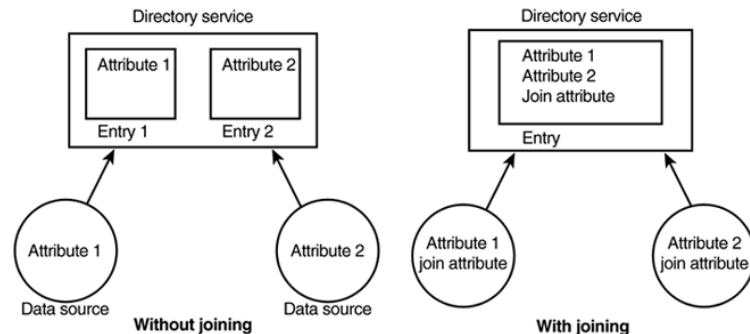 Directory service
Attribute 1
Attribute 2
Entry 1
Entry 2
Attribute 1
Attribute 2
Data source
Data source
Without joining
Directory service
Attribute 1
Attribute 2
Join attribute
Entry
Attribute 1
join attribute
Attribute 2
join attribute
With joining